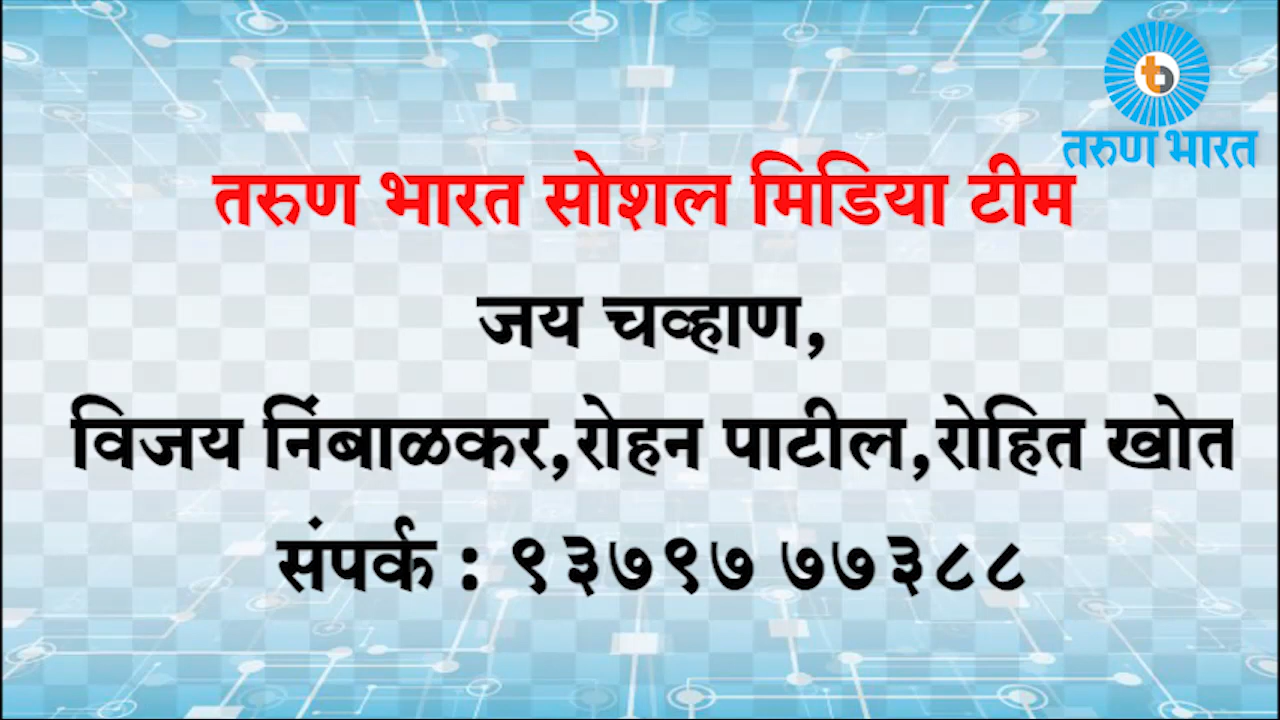 तरुण भारत
तरुण भारत सोशल मिडिया टीम
जय चव्हाण,
विजय निंबाळकर,रोहन पाटील,रोहित खोत
संपर्क : ९३७९७ ७७३८८